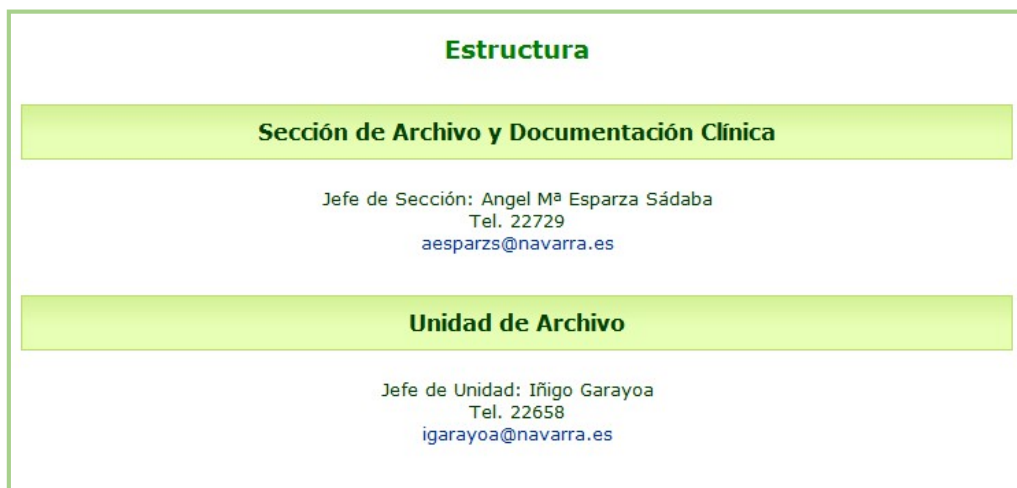 Estructura
Sección de Archivo y Documentación Clínica
Jefe de Sección: Angel Mª Esparza Sádaba
Tel. 22729
aesparzs@navarra.es
Unidad de Archivo
Jefe de Unidad: Iñigo Garayoa
Tel. 22658
igarayoa@navarra.es